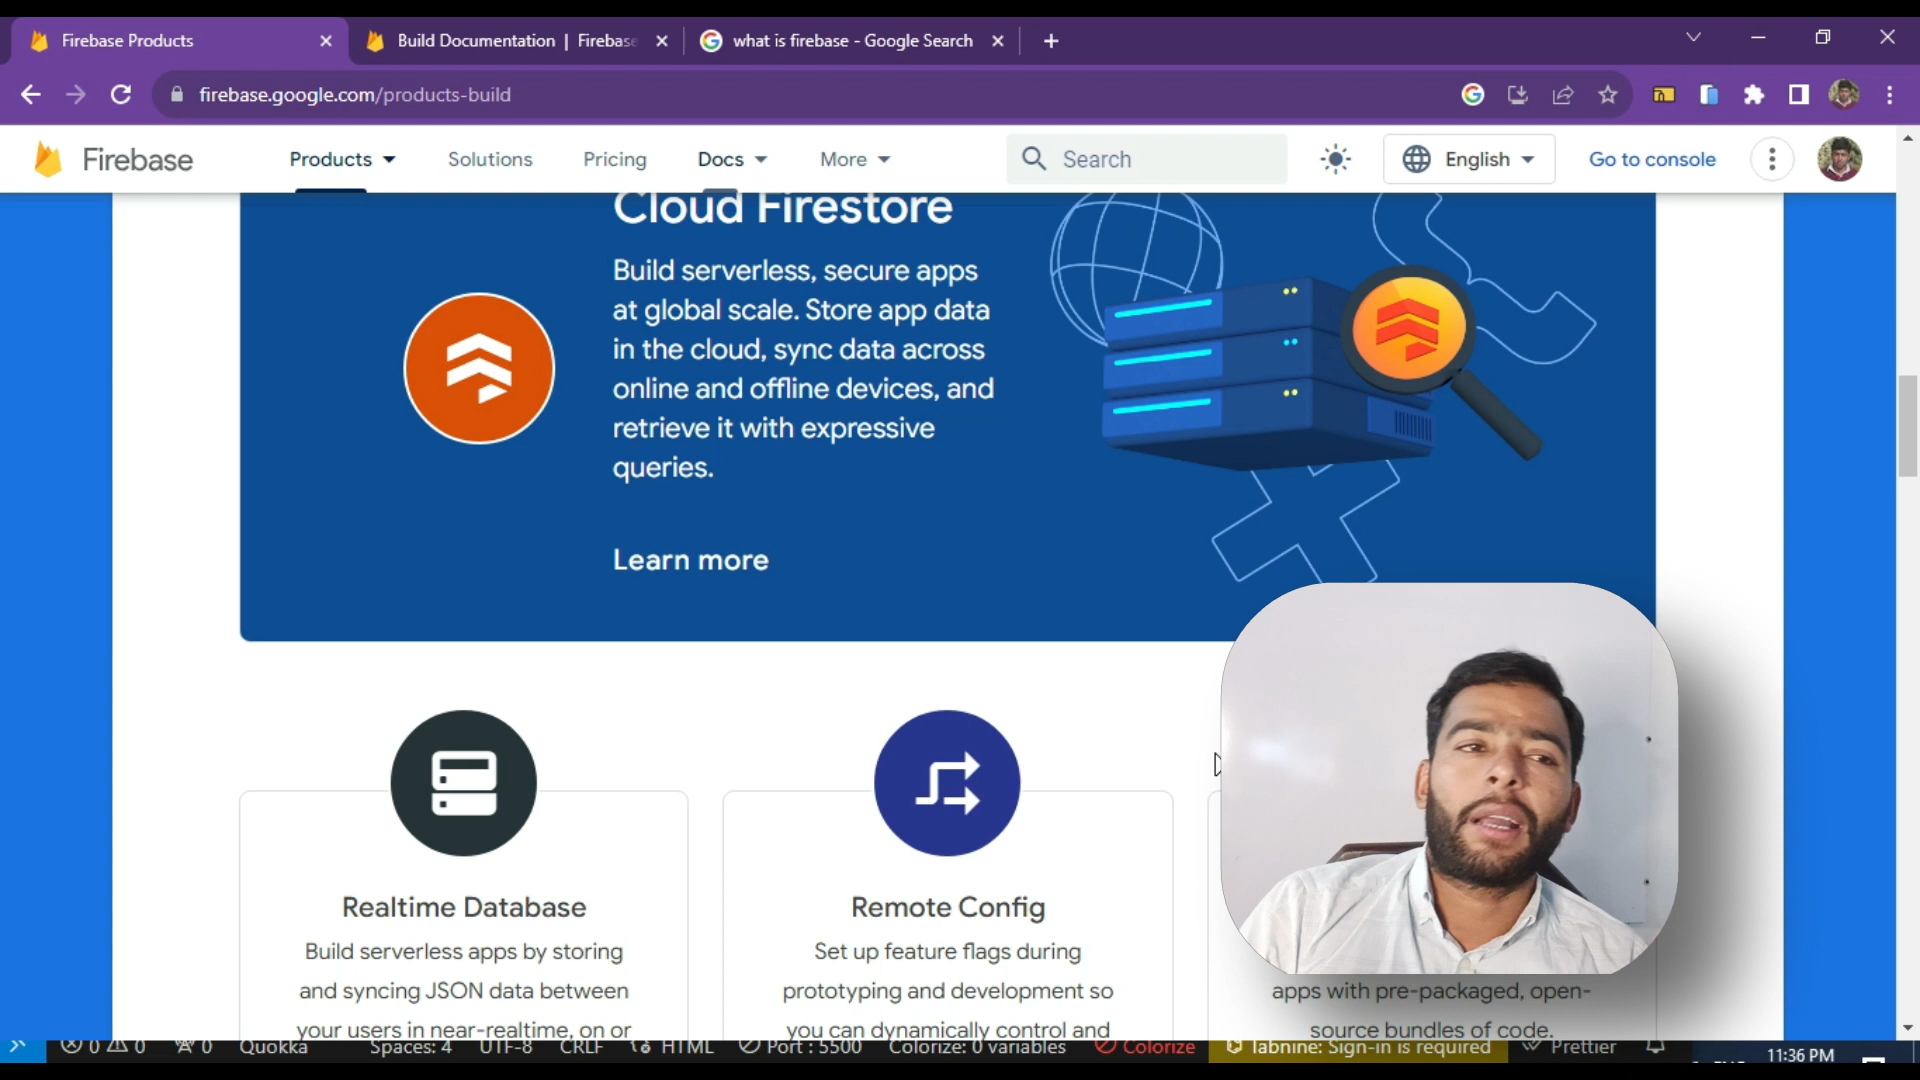 Firebase Products
Build Documentation | Firebase
what is firebase - Google Search
firebase.google.com/products-build
Firebase
Products
Solutions
Pricing
Docs
More
Search
English
Go to console
Cloud Firestore
Build serverless, secure apps
at global scale. Store app data
in the cloud, sync data across
online and offline devices, and
retrieve it with expressive
queries.
Learn more
Realtime Database
Build serverless apps by storing
and syncing JSON data between
your users in near-realtime, on or
Remote Config
Set up feature flags during
prototyping and development so
you can dynamically control and
apps with pre-packaged, open-
source bundles of code.
0 0 0 Quokka Spaces: 4 UTF-8 CRLF HTML Port : 5500 Colorize: 0 variables Colorize Tabnine: Sign-in is required Prettier
11:36 PM